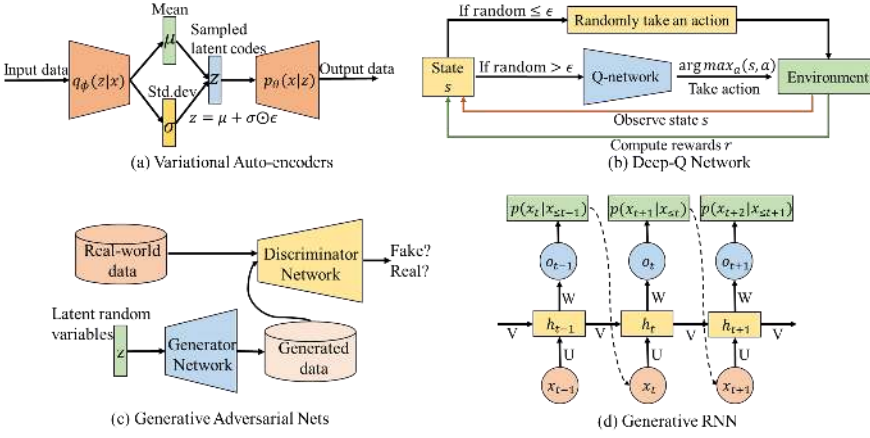 Mean
Sampled
latent codes
μ
Input data
q_ϕ(z|x)
z
p_θ(x|z)
Output data
Std.dev
σ
z = μ + σ⊙ϵ
(a) Variational Auto-encoders
If random ≤ ϵ
Randomly take an action
State
s
If random > ϵ
Q-network
arg max_a(s, a)
Take action
Environment
Observe state s
Compute rewards r
(b) Deep-Q Network
Real-world
data
Discriminator
Network
Fake?
Real?
Latent random
variables
z
Generator
Network
Generated
data
(c) Generative Adversarial Nets
p(x_t|x_≤t−1)
p(x_t+1|x_≤t)
p(x_t+2|x_≤t+1)
o_t−1
o_t
o_t+1
W
W
W
V
h_t−1
V
h_t
V
h_t+1
V
U
U
U
x_t−1
x_t
x_t+1
(d) Generative RNN